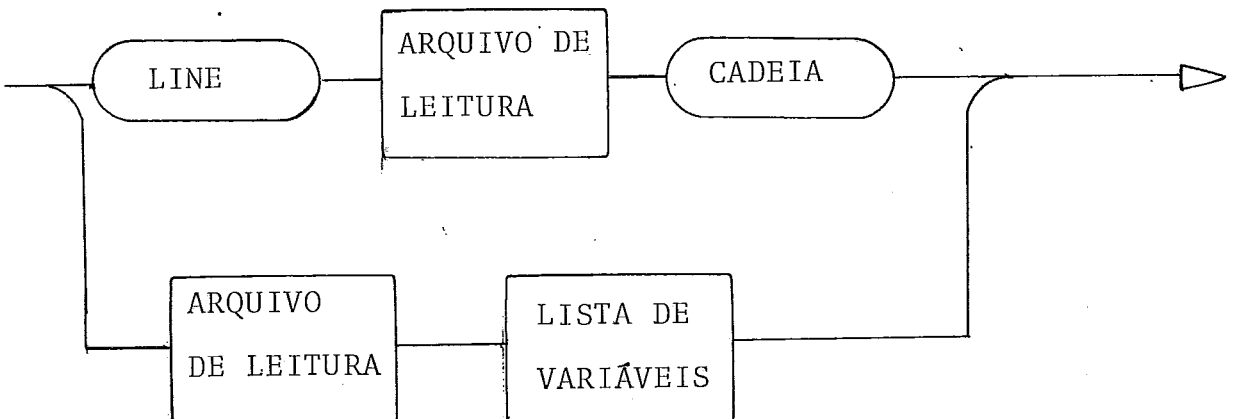 LINE
ARQUIVO DE
LEITURA
CADEIA
ARQUIVO
DE LEITURA
LISTA DE
VARIÁVEIS